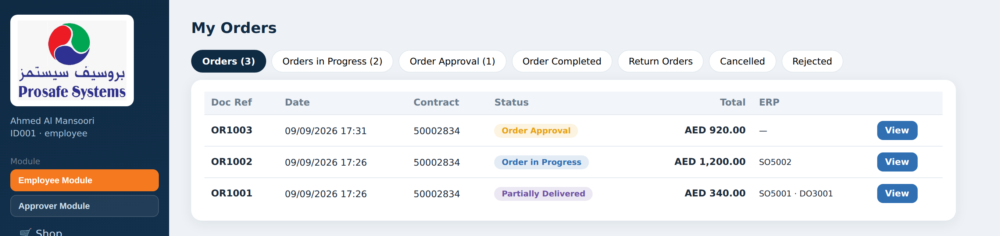 بروسيف سيستمز
Prosafe Systems
Ahmed Al Mansoori
ID001 · employee
Module
Employee Module
Approver Module
🛒 Shop
My Orders
Orders (3) Orders in Progress (2) Order Approval (1) Order Completed Return Orders Cancelled Rejected
Doc Ref Date Contract Status Total ERP
OR1003 09/09/2026 17:31 50002834 Order Approval AED 920.00 — View
OR1002 09/09/2026 17:26 50002834 Order in Progress AED 1,200.00 SO5002 View
OR1001 09/09/2026 17:26 50002834 Partially Delivered AED 340.00 SO5001 · DO3001 View